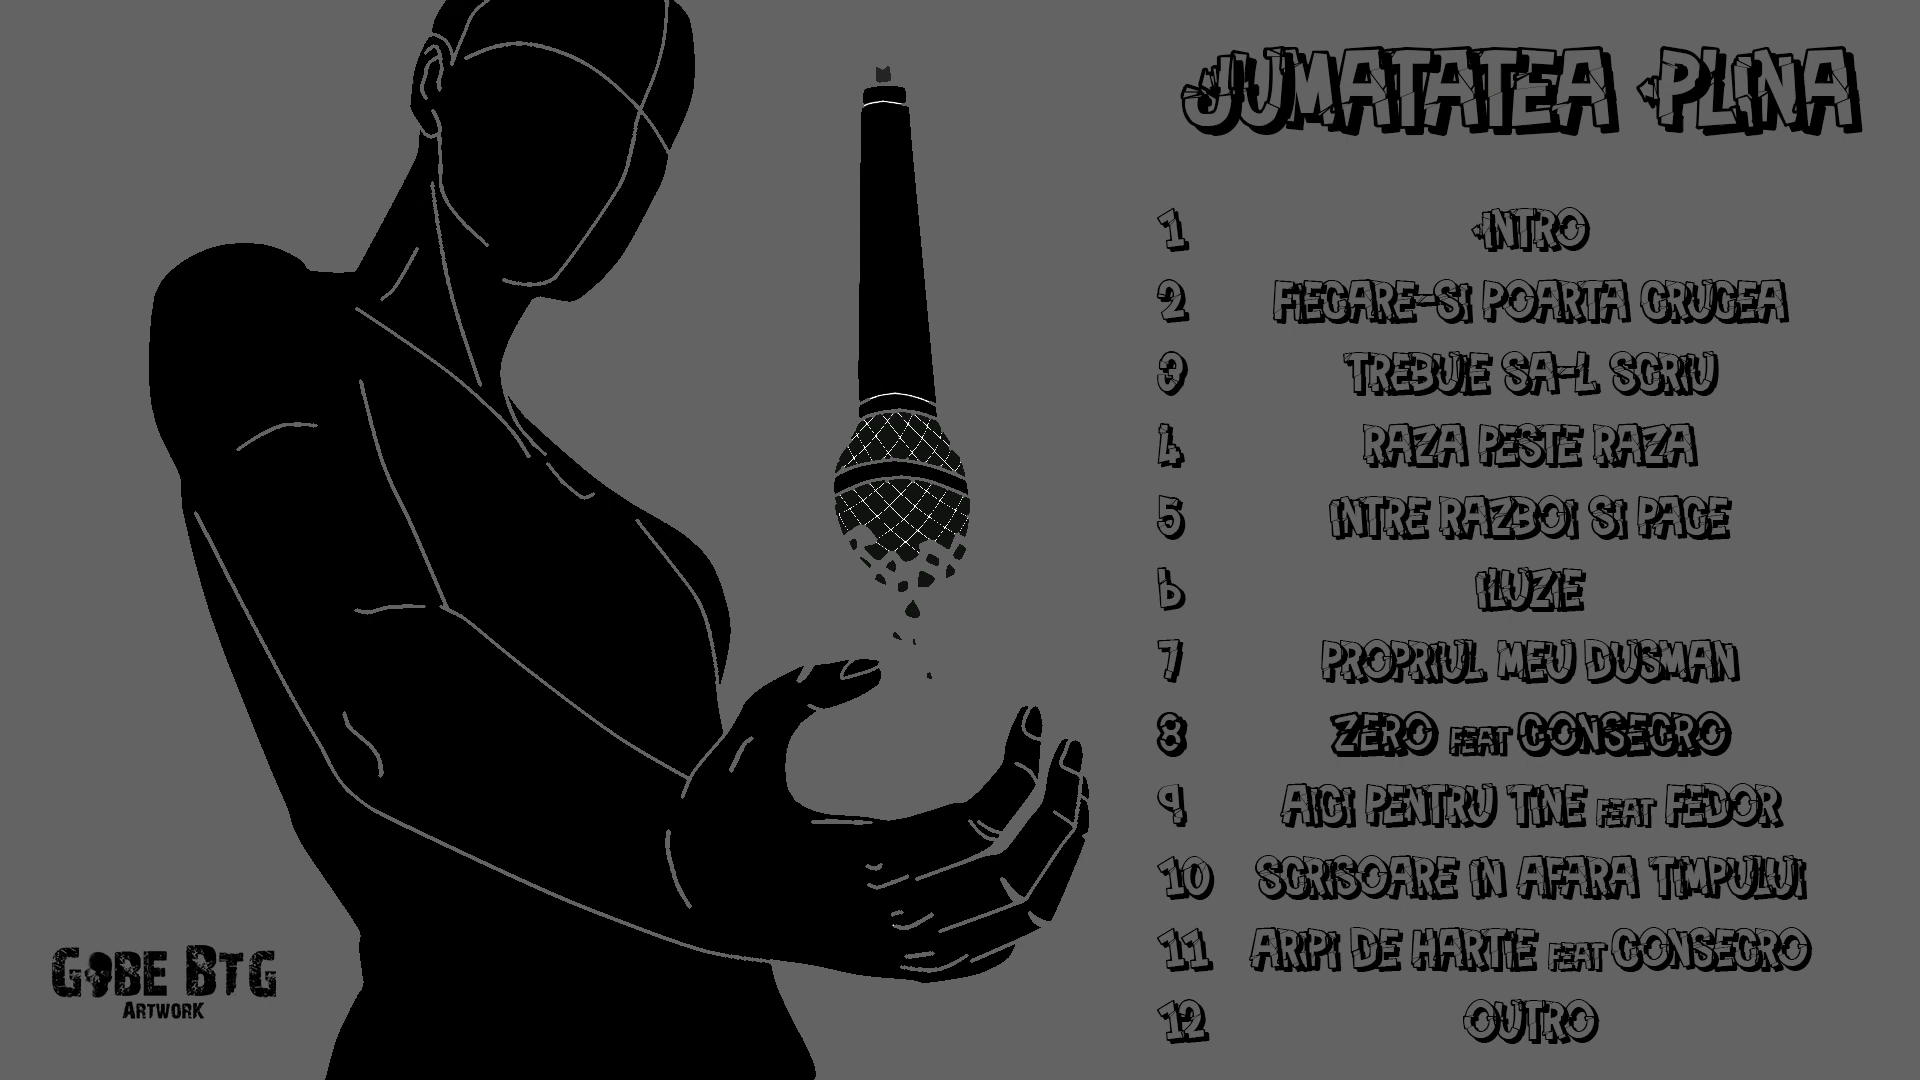 JUMATATEA PLINA
1 INTRO
2 FIECARE-SI POARTA CRUCEA
3 TREBUIE SA-L SCRIU
4 RAZA PESTE RAZA
5 INTRE RAZBOI SI PACE
6 ILUZIE
7 PROPRIUL MEU DUSMAN
8 ZERO FEAT CONSECRO
9 AICI PENTRU TINE FEAT FEDOR
10 SCRISOARE IN AFARA TIMPULUI
11 ARIPI DE HARTIE FEAT CONSECRO
12 OUTRO
GOBE BTG
ARTWORK